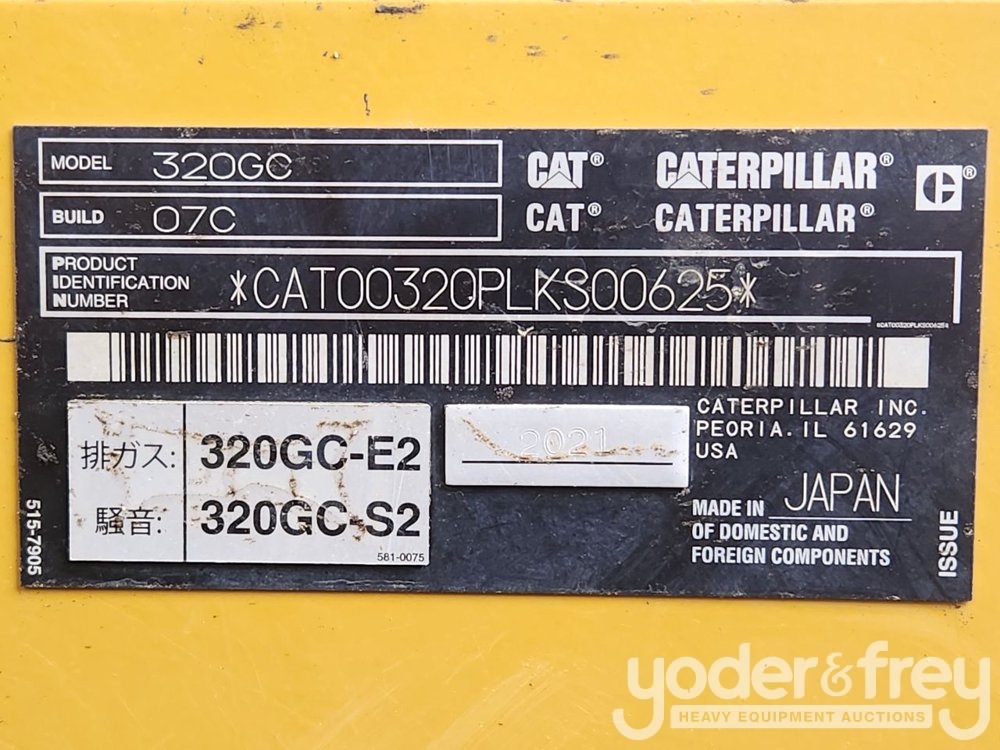 MODEL 320GC
BUILD 07C
CAT® CATERPILLAR®
CAT® CATERPILLAR®
PRODUCT
IDENTIFICATION
NUMBER
*CAT00320PLKS00625*
*CAT00320PLKS00625*
排ガス: 320GC-E2
騒音: 320GC-S2
581-0075
2021
CATERPILLAR INC.
PEORIA. IL 61629
USA
MADE IN JAPAN
OF DOMESTIC AND
FOREIGN COMPONENTS
515-7905
ISSUE
yoder&frey
HEAVY EQUIPMENT AUCTIONS